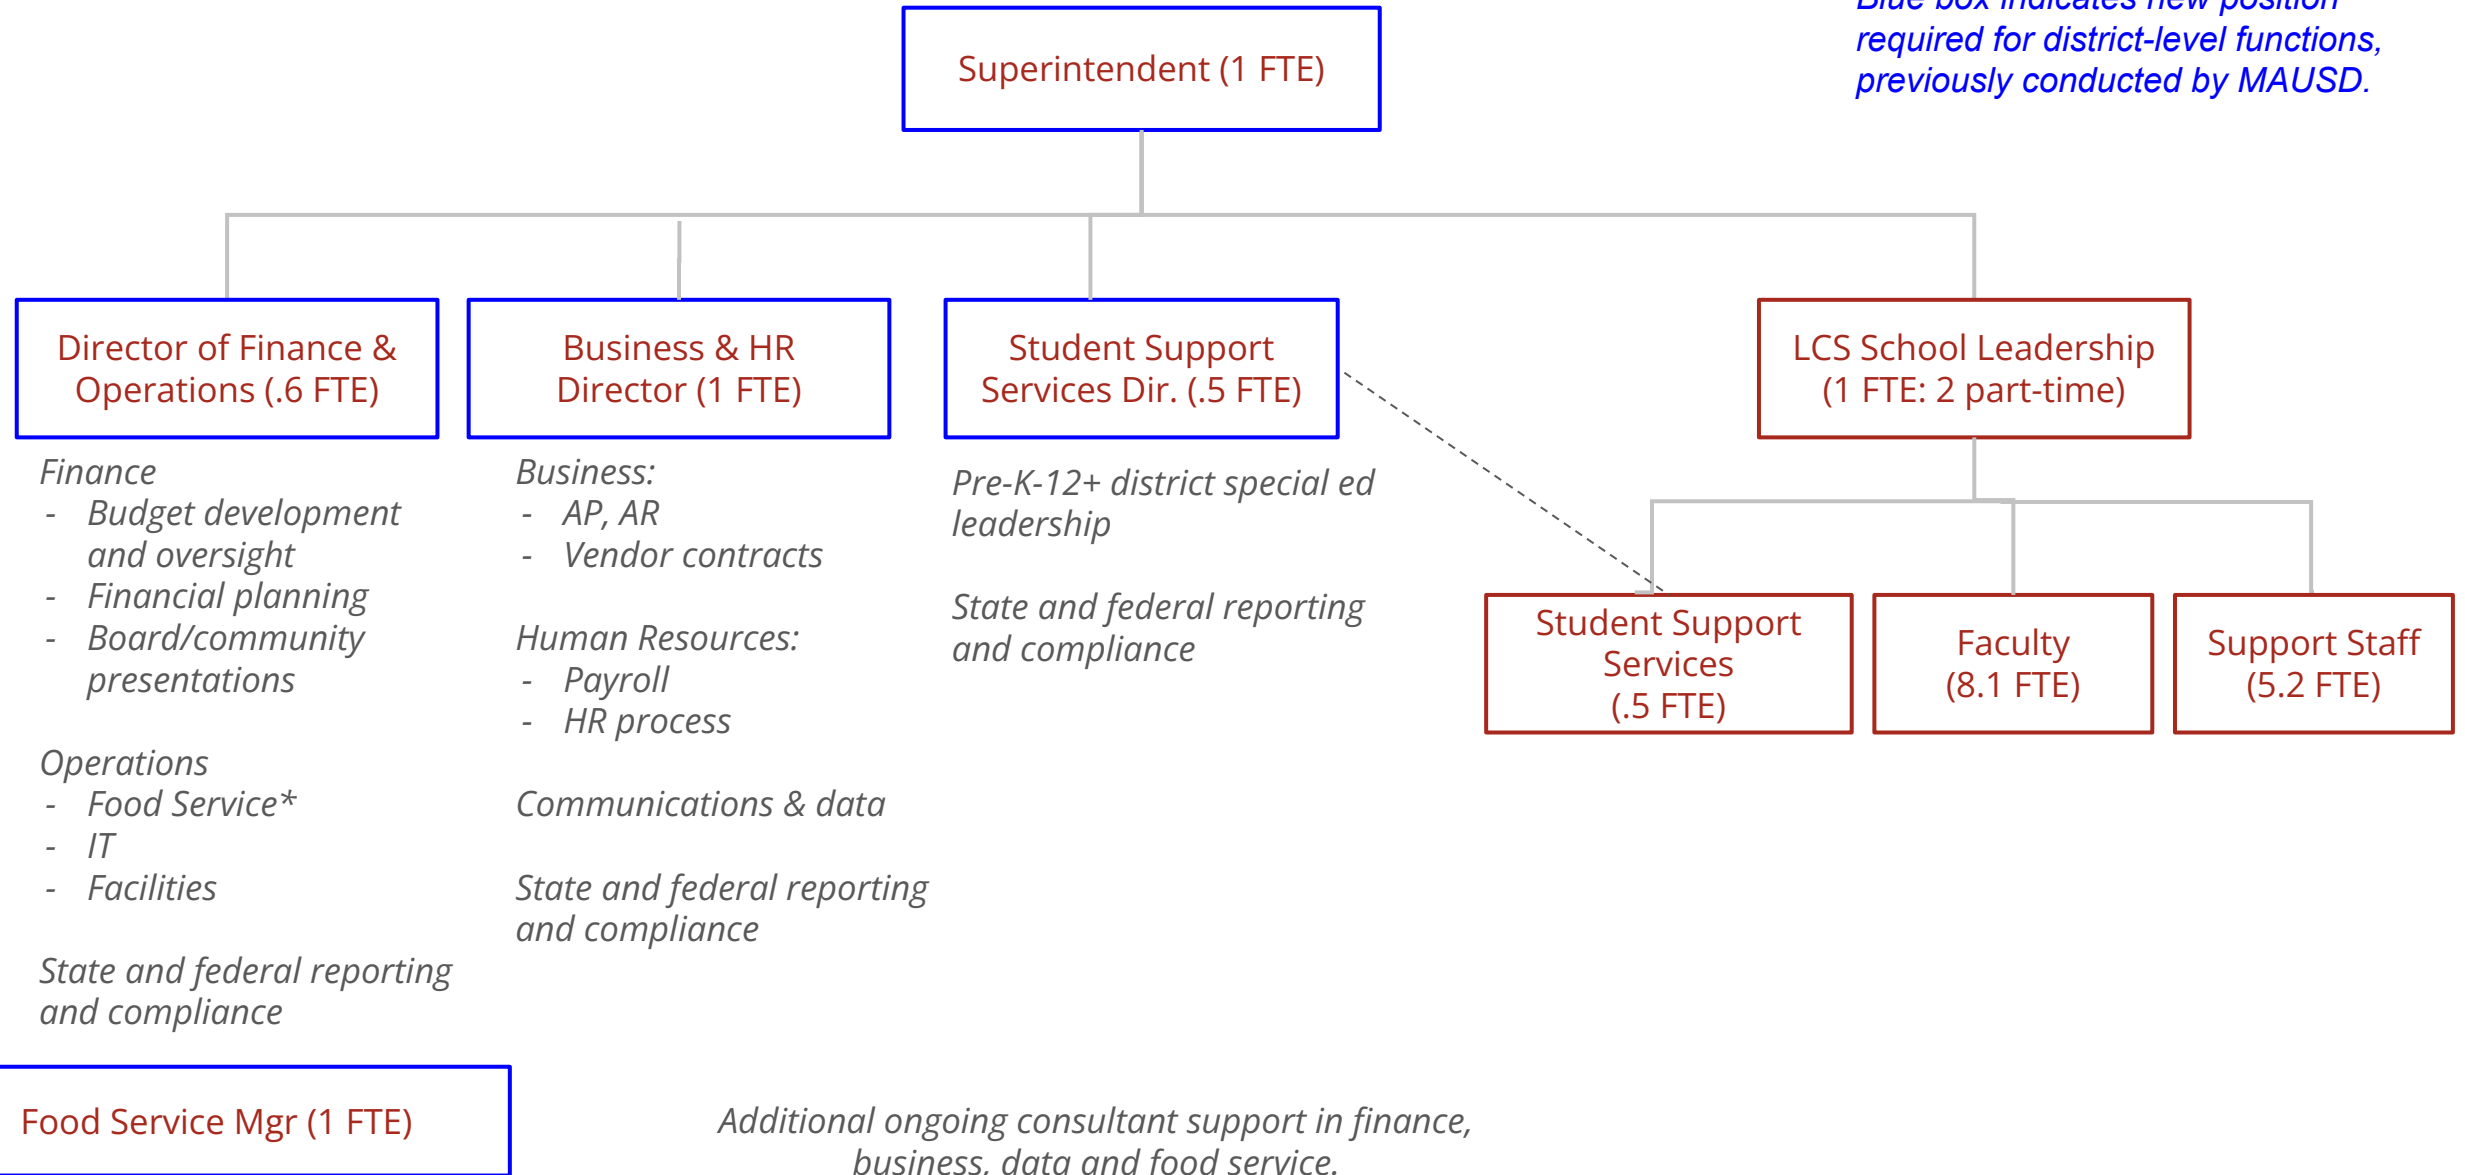 Blue box indicates new position
required for district-level functions,
previously conducted by MAUSD.
Superintendent (1 FTE)
Director of Finance &
Operations (.6 FTE)
Business & HR
Director (1 FTE)
Student Support
Services Dir. (.5 FTE)
LCS School Leadership
(1 FTE: 2 part-time)
Finance
- Budget development
and oversight
- Financial planning
- Board/community
presentations
Operations
- Food Service*
- IT
- Facilities
State and federal reporting
and compliance
Business:
- AP, AR
- Vendor contracts
Human Resources:
- Payroll
- HR process
Communications & data
State and federal reporting
and compliance
Pre-K-12+ district special ed
leadership
State and federal reporting
and compliance
Student Support
Services
(.5 FTE)
Faculty
(8.1 FTE)
Support Staff
(5.2 FTE)
Food Service Mgr (1 FTE)
Additional ongoing consultant support in finance,
business, data and food service.